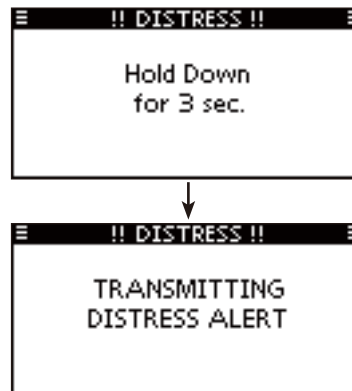 !! DISTRESS !!
Hold Down
for 3 sec.
!! DISTRESS !!
TRANSMITTING
DISTRESS ALERT